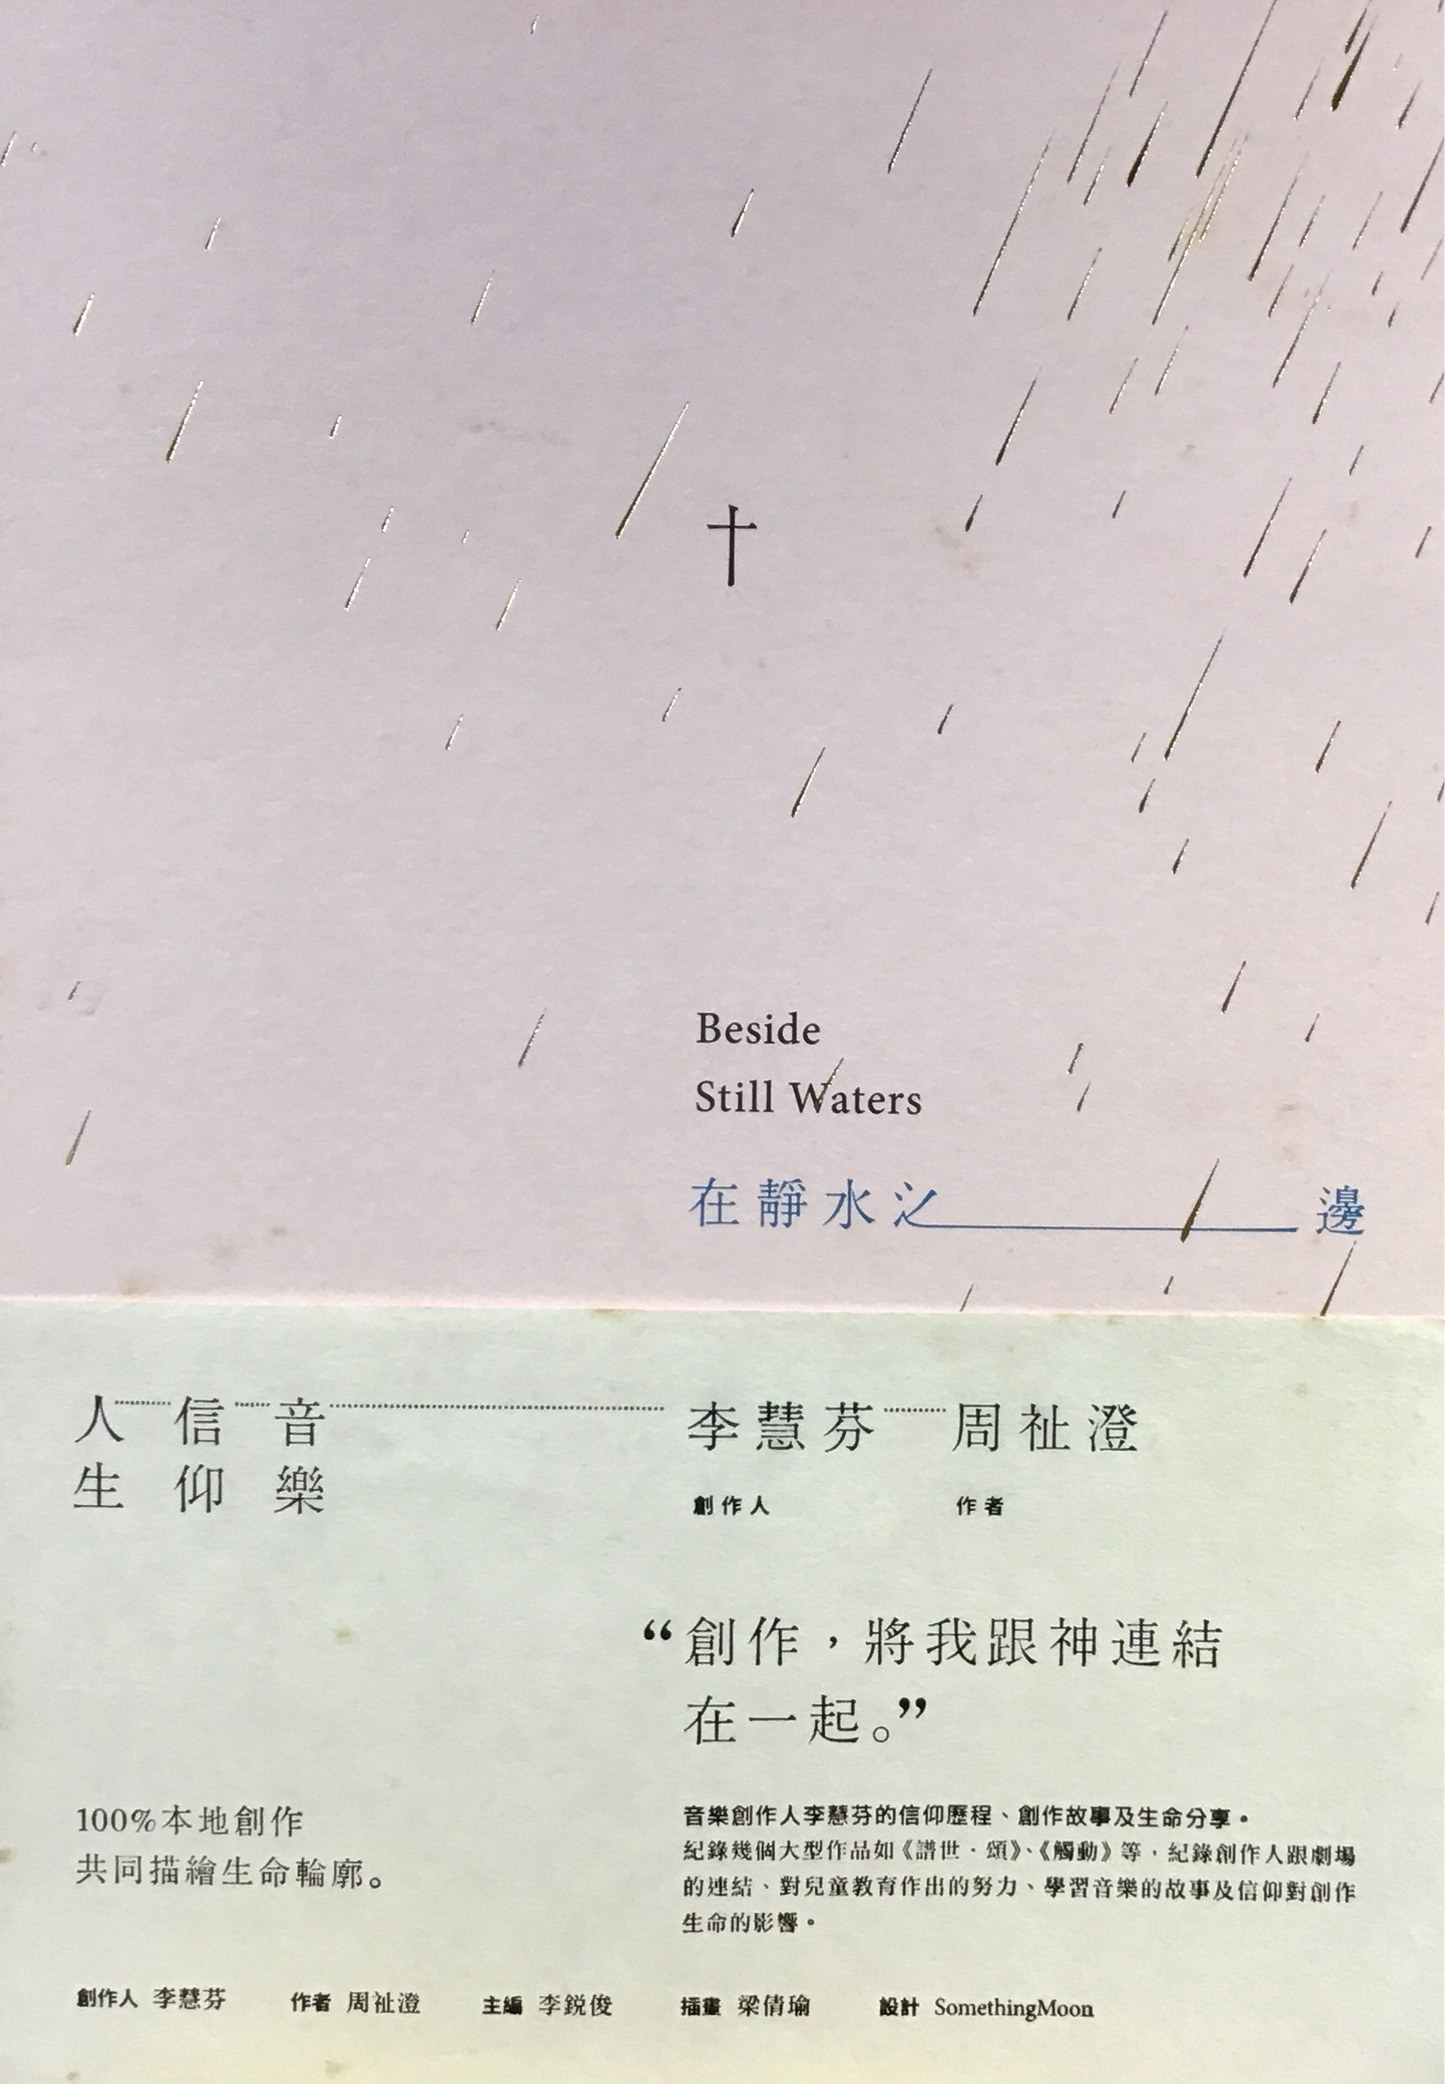 Beside
Still Waters
在靜水之邊
人生 信仰 音樂
李慧芬 周祉澄
創作人 作者
“創作，將我跟神連結
在一起。”
100%本地創作
共同描繪生命輪廓。
音樂創作人李慧芬的信仰歷程、創作故事及生命分享。
紀錄幾個大型作品如《譜世．頌》、《觸動》等，紀錄創作人跟劇場
的連結、對兒童教育作出的努力、學習音樂的故事及信仰對創作
生命的影響。
創作人 李慧芬 作者 周祉澄 主編 李銳俊 插畫 梁倩瑜 設計 SomethingMoon